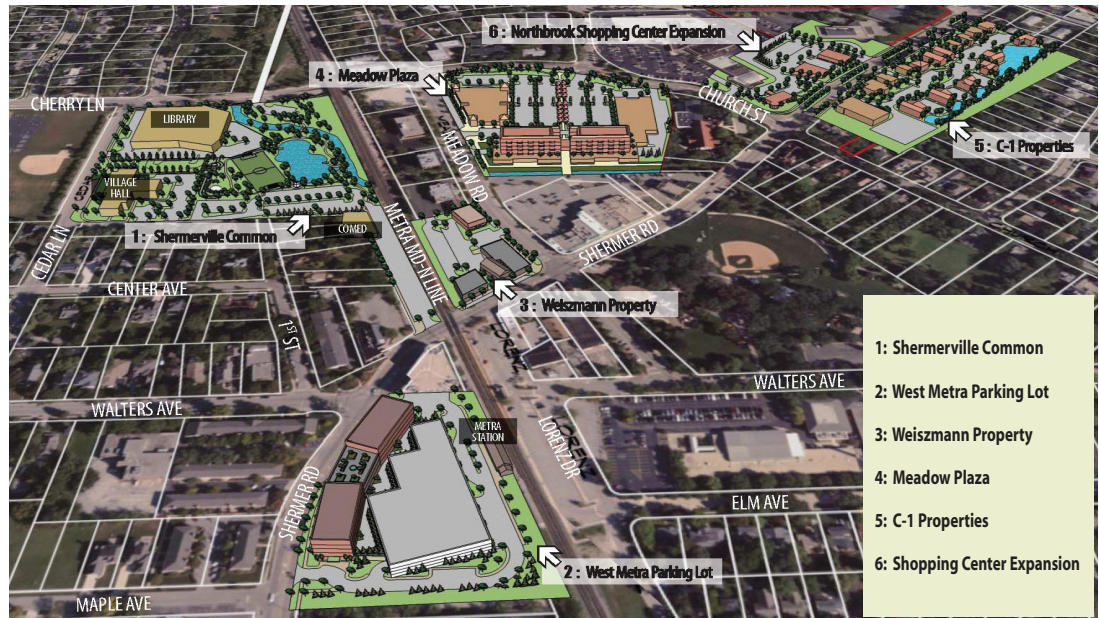 6 : Northbrook Shopping Center Expansion
4 : Meadow Plaza
CHERRY LN
CHURCH ST
LIBRARY
MEADOW RD
5 : C-1 Properties
VILLAGE
HALL
CEDAR LN
1 : Shermerville Common
COMED
METRA MD-N LINE
SHERMER RD
CENTER AVE
3 : Weiszmann Property
1ST ST
LORENZ
WALTERS AVE
WALTERS AVE
METRA
STATION
LORENZ DR
LORENZ
SHERMER RD
ELM AVE
2 : West Metra Parking Lot
MAPLE AVE
1: Shermerville Common
2: West Metra Parking Lot
3: Weiszmann Property
4: Meadow Plaza
5: C-1 Properties
6: Shopping Center Expansion